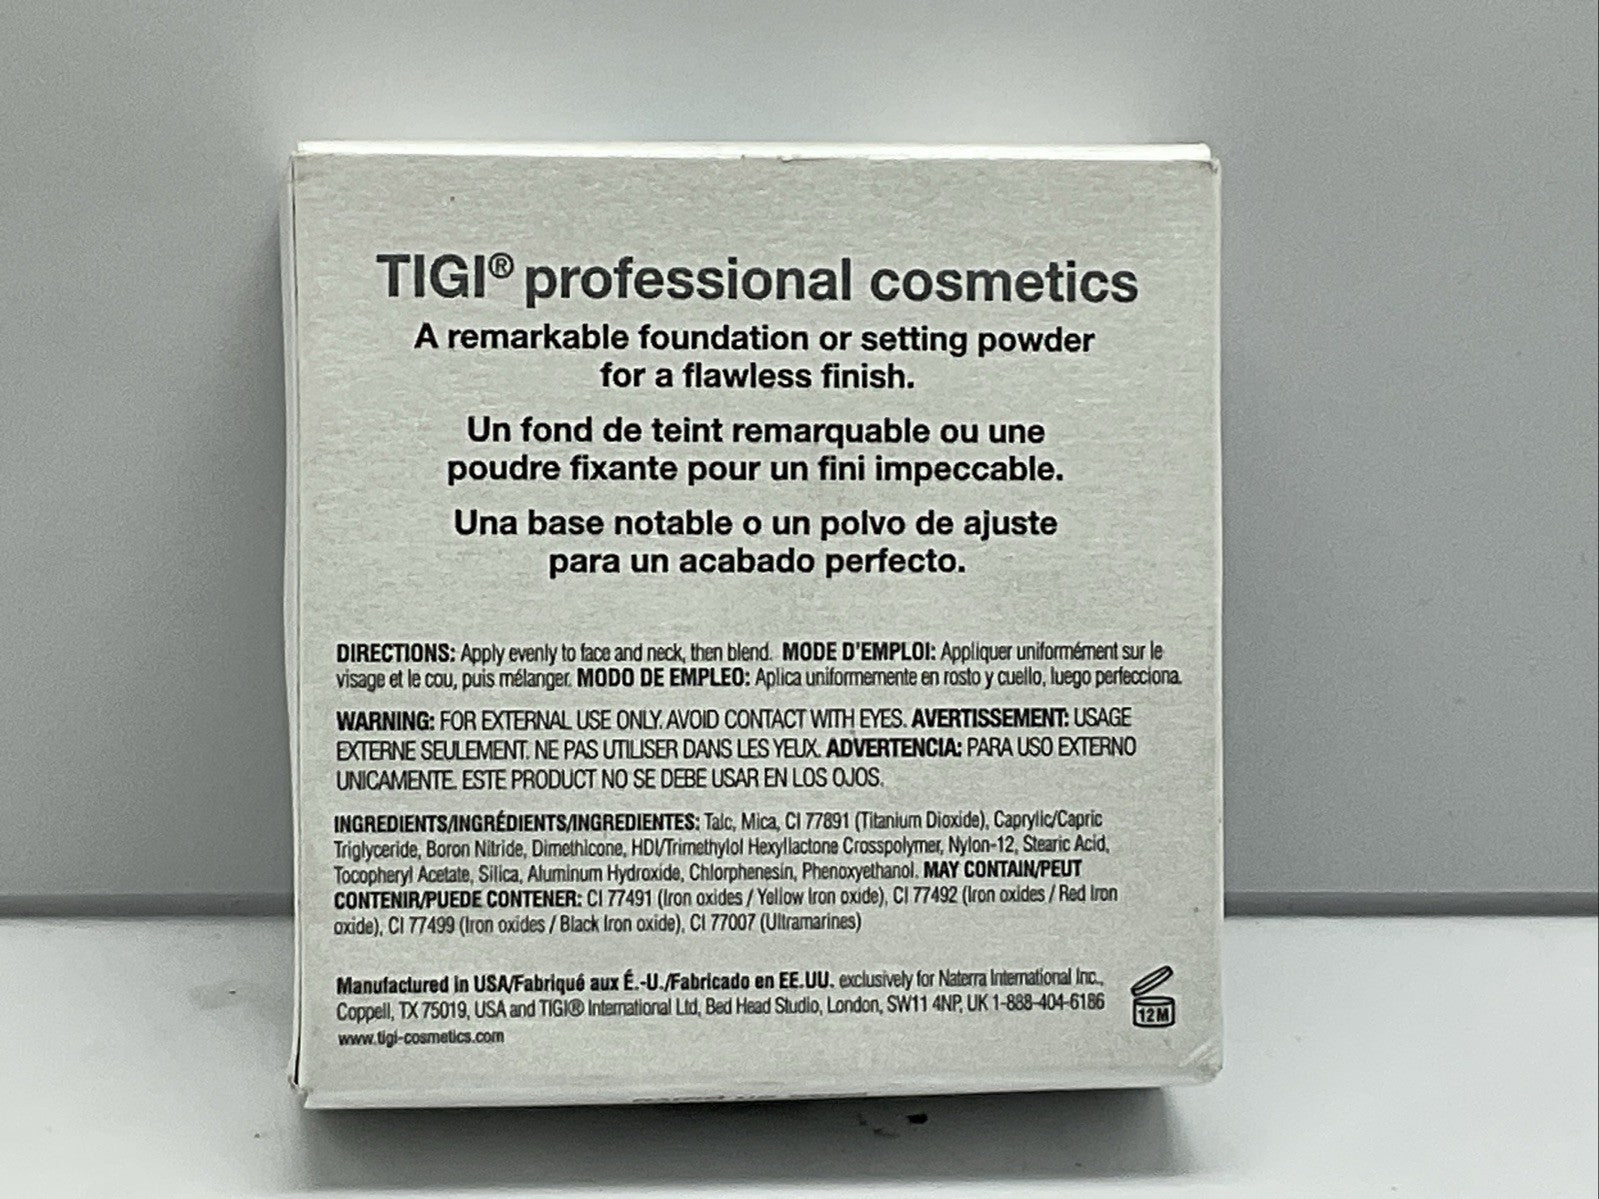 TIGI® professional cosmetics
A remarkable foundation or setting powder
for a flawless finish.
Un fond de teint remarquable ou une
poudre fixante pour un fini impeccable.
Una base notable o un polvo de ajuste
para un acabado perfecto.
DIRECTIONS: Apply evenly to face and neck, then blend. MODE D'EMPLOI: Appliquer uniformément sur le
visage et le cou, puis mélanger. MODO DE EMPLEO: Aplica uniformemente en rosto y cuello, luego perfecciona.
WARNING: FOR EXTERNAL USE ONLY. AVOID CONTACT WITH EYES. AVERTISSEMENT: USAGE
EXTERNE SEULEMENT. NE PAS UTILISER DANS LES YEUX. ADVERTENCIA: PARA USO EXTERNO
UNICAMENTE. ESTE PRODUCT NO SE DEBE USAR EN LOS OJOS.
INGREDIENTS/INGRÉDIENTS/INGREDIENTES: Talc, Mica, CI 77891 (Titanium Dioxide), Caprylic/Capric
Triglyceride, Boron Nitride, Dimethicone, HDI/Trimethylol Hexyllactone Crosspolymer, Nylon-12, Stearic Acid,
Tocopheryl Acetate, Silica, Aluminum Hydroxide, Chlorphenesin, Phenoxyethanol. MAY CONTAIN/PEUT
CONTENIR/PUEDE CONTENER: CI 77491 (Iron oxides / Yellow Iron oxide), CI 77492 (Iron oxides / Red Iron
oxide), CI 77499 (Iron oxides / Black Iron oxide), CI 77007 (Ultramarines)
Manufactured in USA/Fabriqué aux É.-U./Fabricado en EE.UU. exclusively for Naterra International Inc.,
Coppell, TX 75019, USA and TIGI® International Ltd, Bed Head Studio, London, SW11 4NP, UK 1-888-404-6186
www.tigi-cosmetics.com
12M